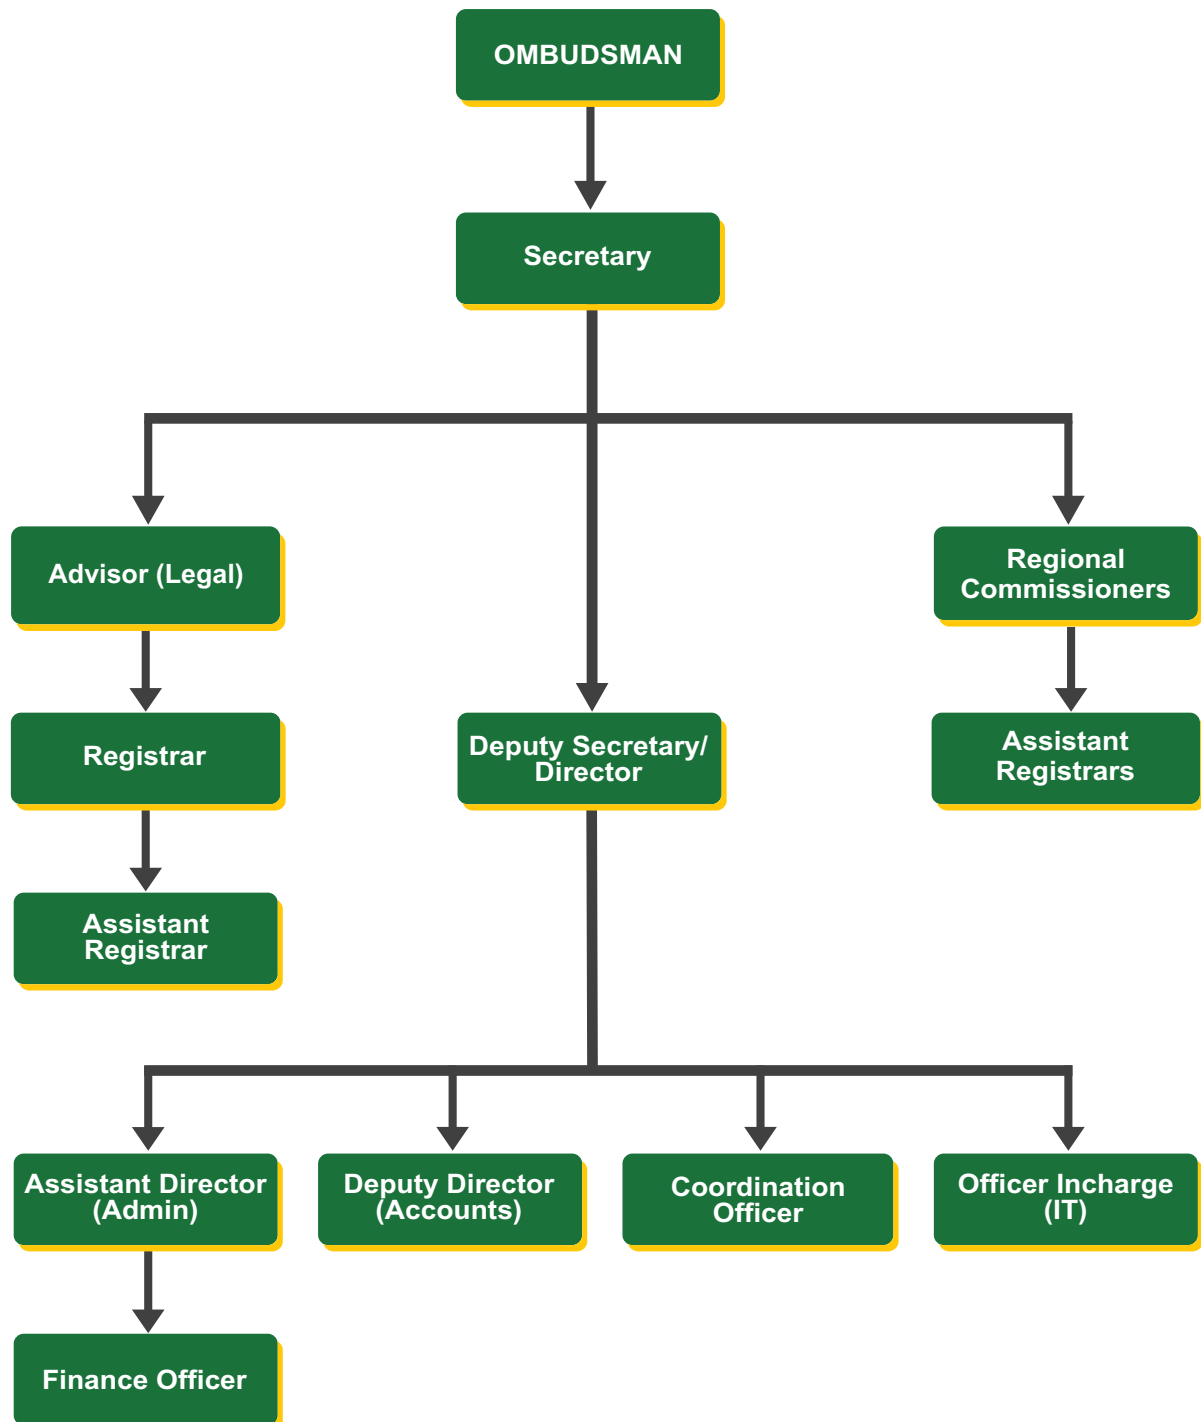 OMBUDSMAN
Secretary
Advisor (Legal)
Regional
Commissioners
Registrar
Deputy Secretary/
Director
Assistant
Registrars
Assistant
Registrar
Assistant Director
(Admin)
Deputy Director
(Accounts)
Coordination
Officer
Officer Incharge
(IT)
Finance Officer